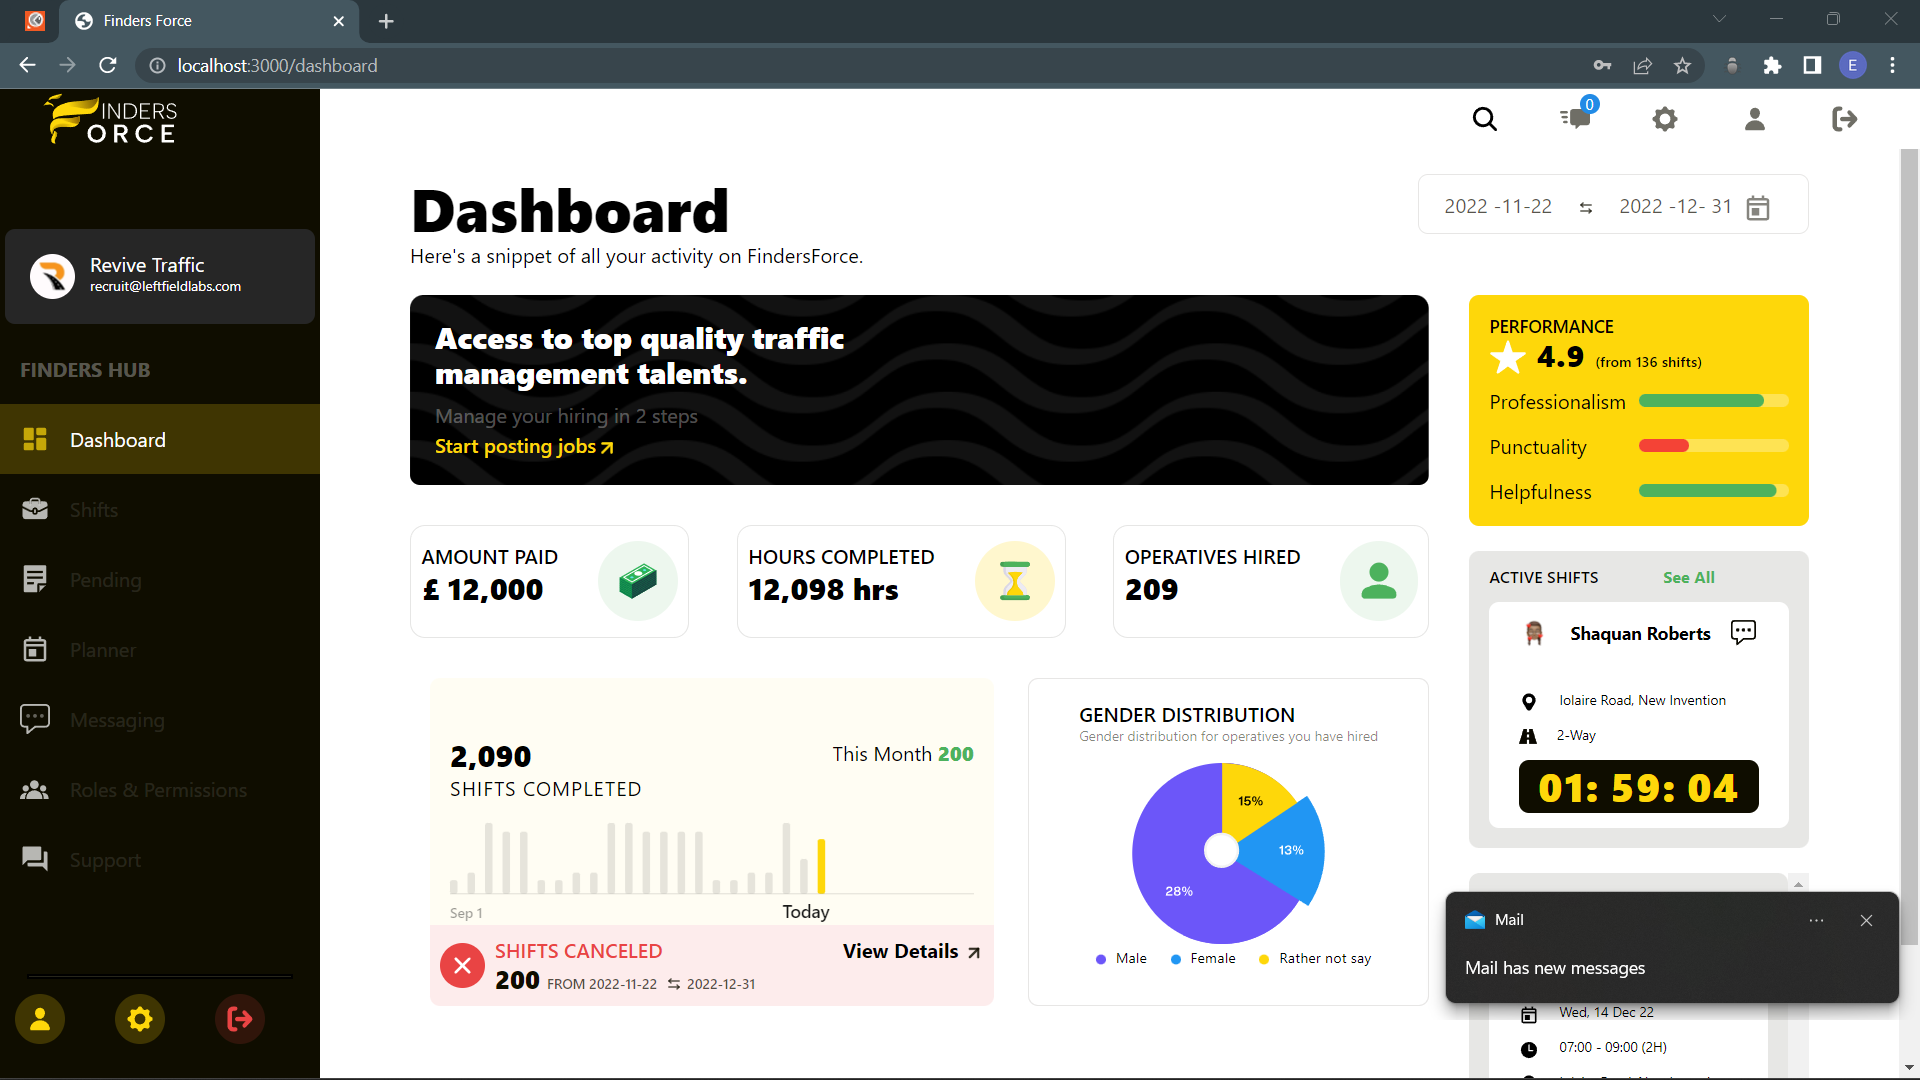 Finders Force
localhost:3000/dashboard
E
FINDERS
FORCE
0
Revive Traffic
recruit@leftfieldlabs.com
FINDERS HUB
Dashboard
Shifts
Pending
Planner
Messaging
Roles & Permissions
Support
Dashboard
Here's a snippet of all your activity on FindersForce.
2022 -11-22 2022 -12- 31
Access to top quality traffic
management talents.
Manage your hiring in 2 steps
Start posting jobs
AMOUNT PAID
£ 12,000
HOURS COMPLETED
12,098 hrs
OPERATIVES HIRED
209
2,090
SHIFTS COMPLETED
This Month 200
Sep 1
Today
SHIFTS CANCELED
200 FROM 2022-11-22 2022-12-31
View Details
GENDER DISTRIBUTION
Gender distribution for operatives you have hired
15%
13%
28%
Male Female Rather not say
PERFORMANCE
4.9 (from 136 shifts)
Professionalism
Punctuality
Helpfulness
ACTIVE SHIFTS See All
Shaquan Roberts
Iolaire Road, New Invention
2-Way
01: 59: 04
Mail
Mail has new messages
Wed, 14 Dec 22
07:00 - 09:00 (2H)